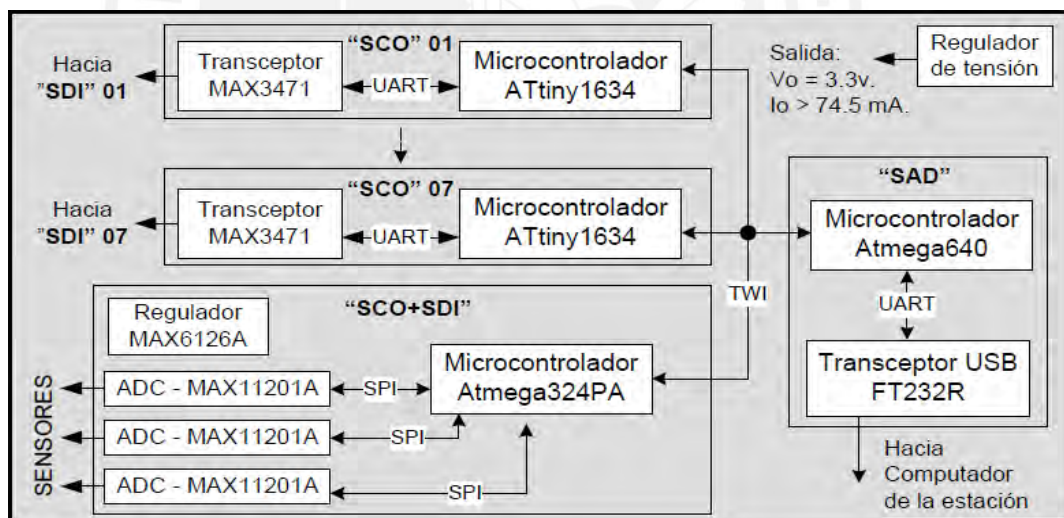 “SCO” 01
Hacia
”SDI” 01
Transceptor
MAX3471
UART
Microcontrolador
ATtiny1634
Salida:
Vo = 3.3v.
Io > 74.5 mA.
Regulador
de tensión
“SCO” 07
Hacia
”SDI” 07
Transceptor
MAX3471
UART
Microcontrolador
ATtiny1634
“SAD”
Microcontrolador
Atmega640
UART
Transceptor USB
FT232R
Hacia
Computador
de la estación
TWI
“SCO+SDI”
Regulador
MAX6126A
Microcontrolador
Atmega324PA
SENSORES
ADC - MAX11201A
SPI
ADC - MAX11201A
SPI
ADC - MAX11201A
SPI